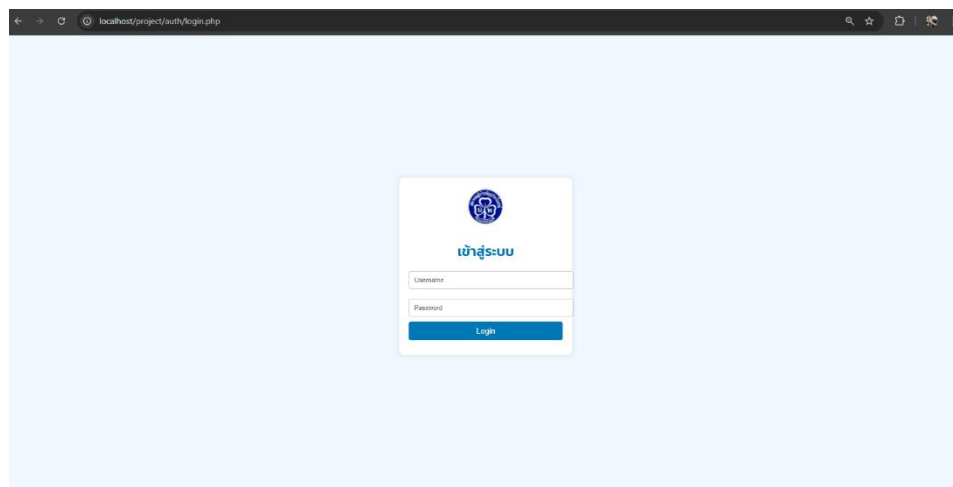 localhost/project/auth/login.php
เข้าสู่ระบบ
Username
Password
Login